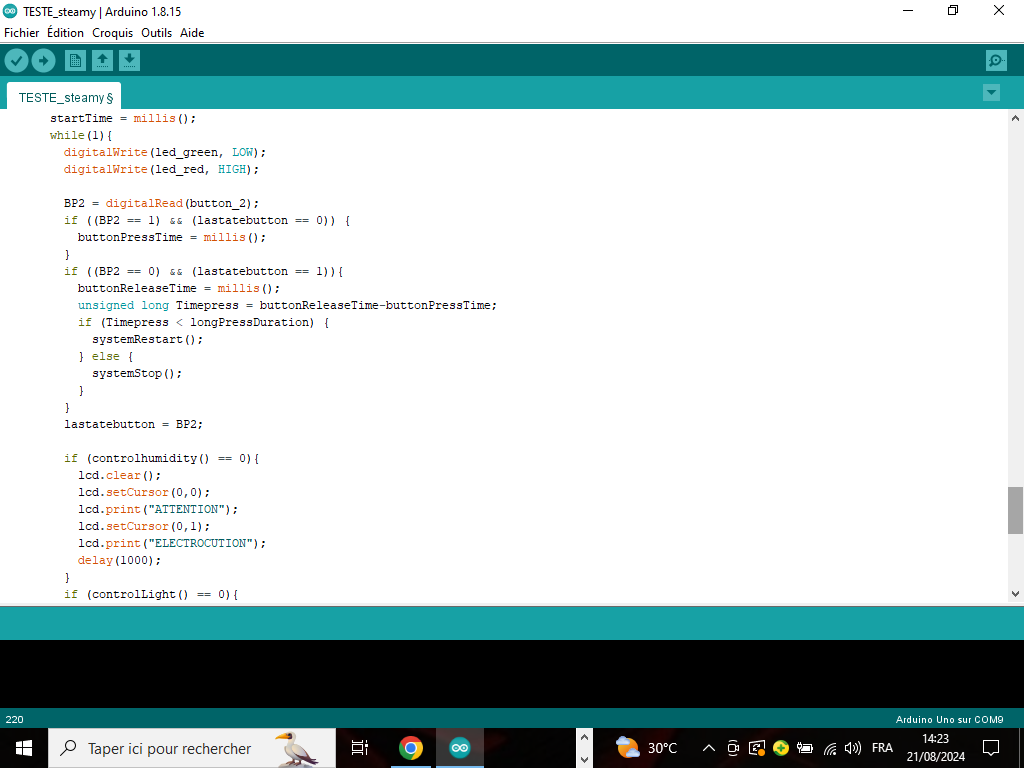 TESTE_steamy | Arduino 1.8.15
Fichier Édition Croquis Outils Aide
TESTE_steamy §
startTime = millis();
while(1){
digitalWrite(led_green, LOW);
digitalWrite(led_red, HIGH);
BP2 = digitalRead(button_2);
if ((BP2 == 1) && (lastatebutton == 0)) {
buttonPressTime = millis();
}
if ((BP2 == 0) && (lastatebutton == 1)){
buttonReleaseTime = millis();
unsigned long Timepress = buttonReleaseTime-buttonPressTime;
if (Timepress < longPressDuration) {
systemRestart();
} else {
systemStop();
}
}
lastatebutton = BP2;
if (controlhumidity() == 0){
lcd.clear();
lcd.setCursor(0,0);
lcd.print("ATTENTION");
lcd.setCursor(0,1);
lcd.print("ELECTROCUTION");
delay(1000);
}
if (controlLight() == 0){
220
Arduino Uno sur COM9
Taper ici pour rechercher
30°C
FRA
14:23
21/08/2024